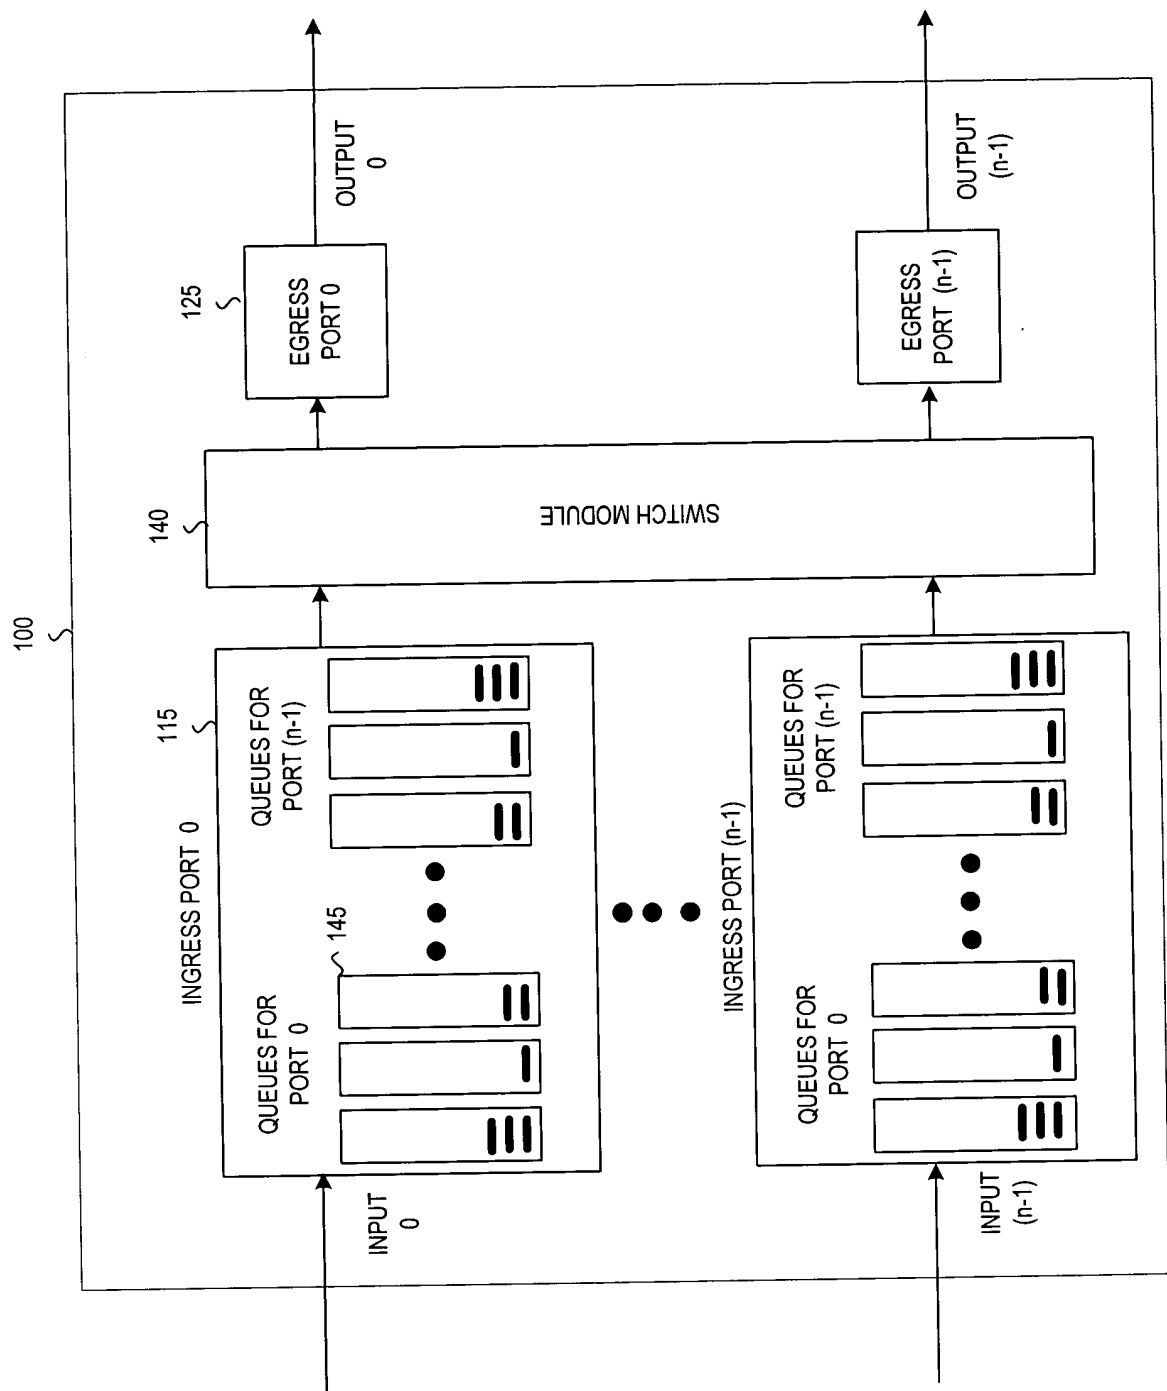 100
INGRESS PORT 0
115
QUEUES FOR
PORT 0
QUEUES FOR
PORT (n-1)
145
INPUT
0
140
SWITCH MODULE
125
EGRESS
PORT 0
OUTPUT
0
INGRESS PORT (n-1)
QUEUES FOR
PORT 0
QUEUES FOR
PORT (n-1)
INPUT
(n-1)
EGRESS
PORT (n-1)
OUTPUT
(n-1)